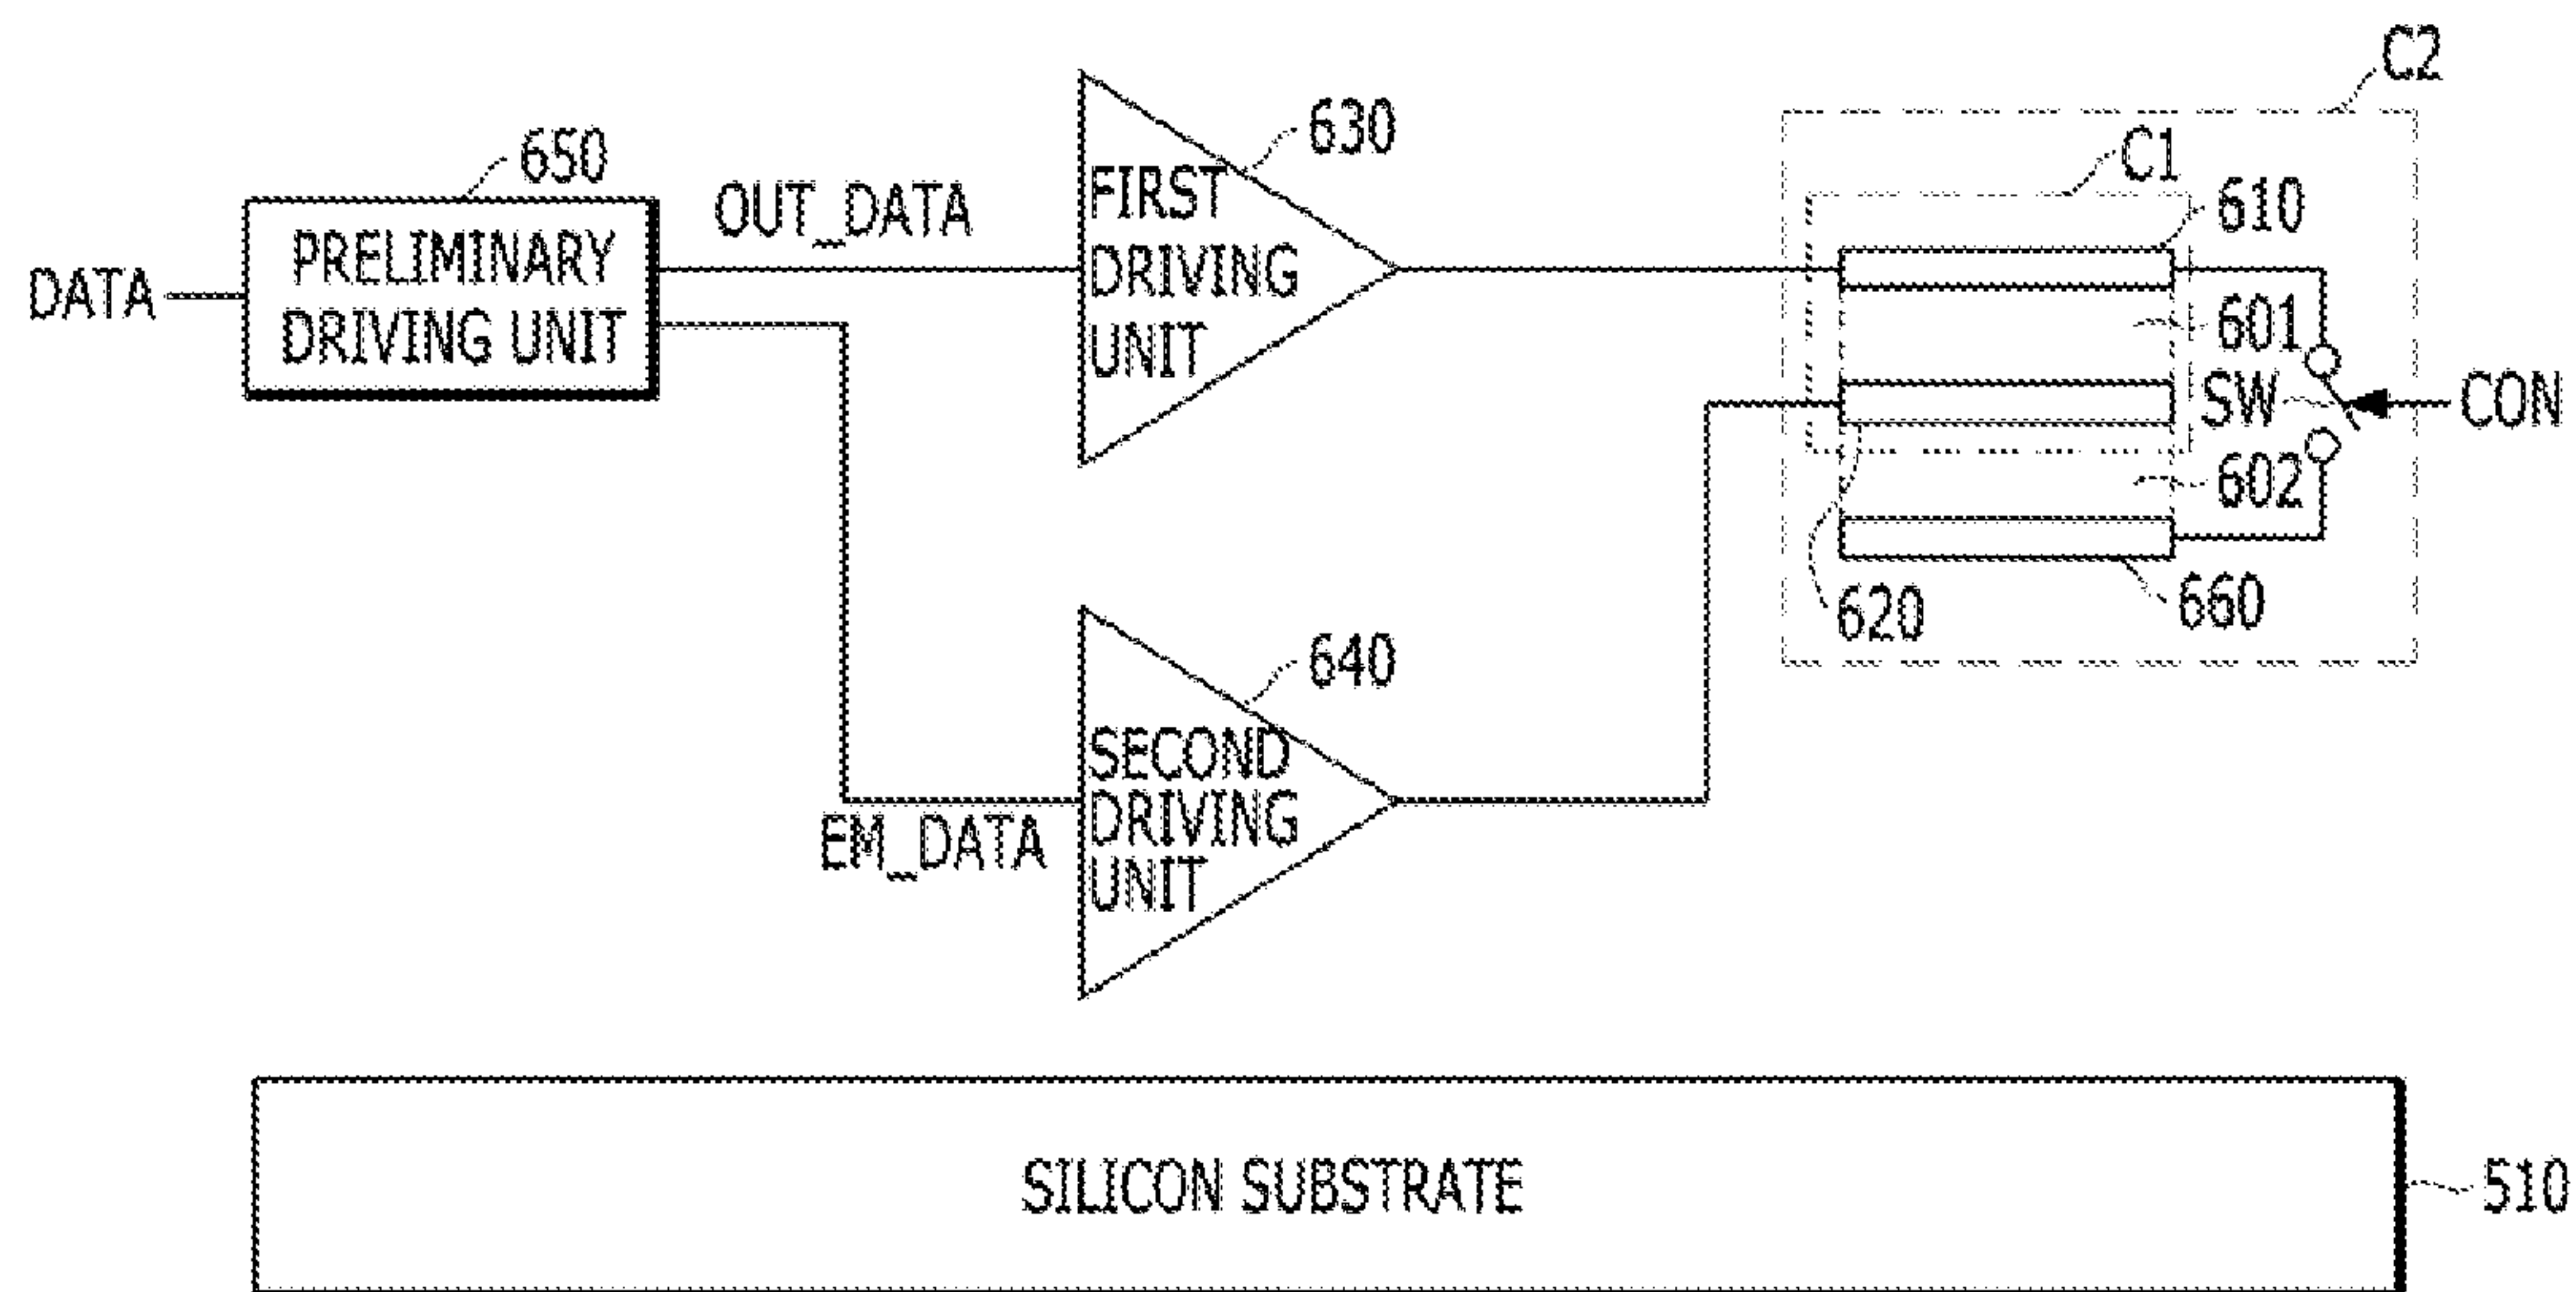 C2
650
630
C1
610
PRELIMINARY
DRIVING UNIT
DATA
OUT_DATA
FIRST
DRIVING
UNIT
601
SW
CON
602
620
660
640
SECOND
DRIVING
UNIT
EM_DATA
SILICON SUBSTRATE
510